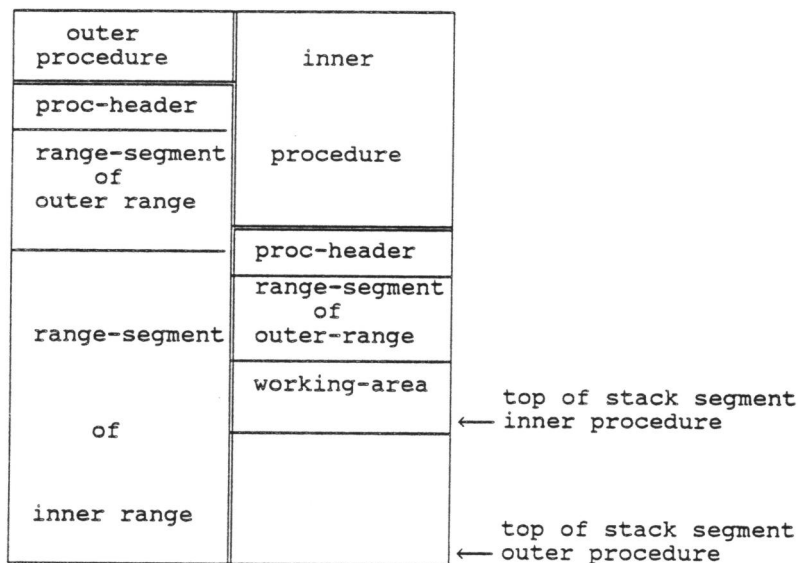 outer
procedure
proc-header
range-segment
of
outer range
range-segment
of
inner range
inner
procedure
proc-header
range-segment
of
outer-range
working-area
top of stack segment
← inner procedure
top of stack segment
← outer procedure